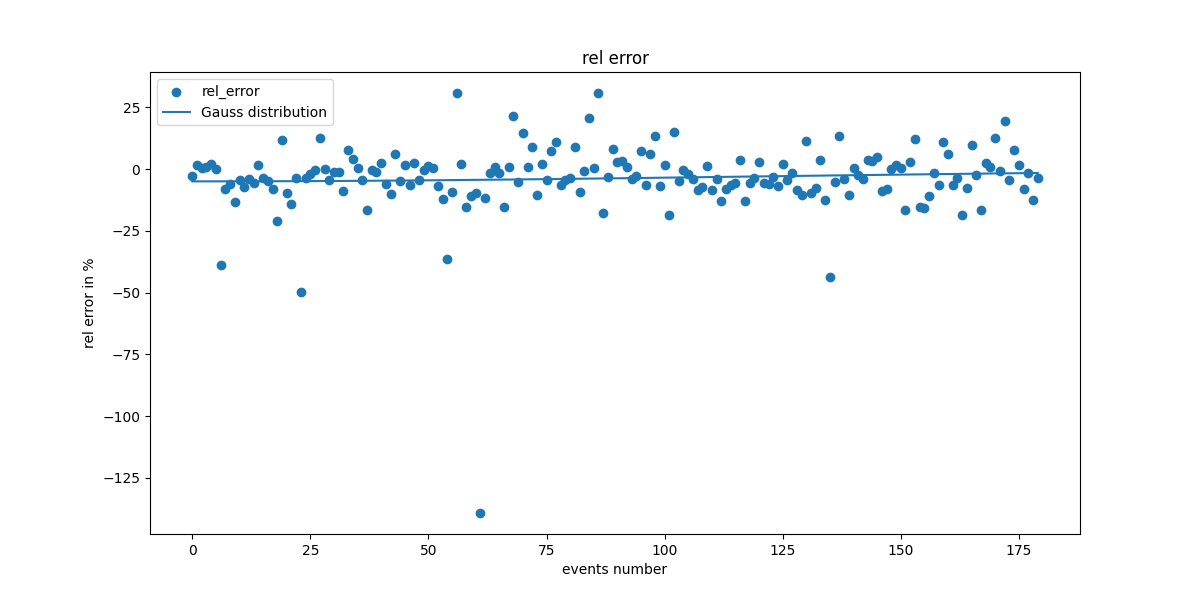 rel error
rel_error
Gauss distribution
25
0
−25
−50
−75
−100
−125
rel error in %
0 25 50 75 100 125 150 175
events number